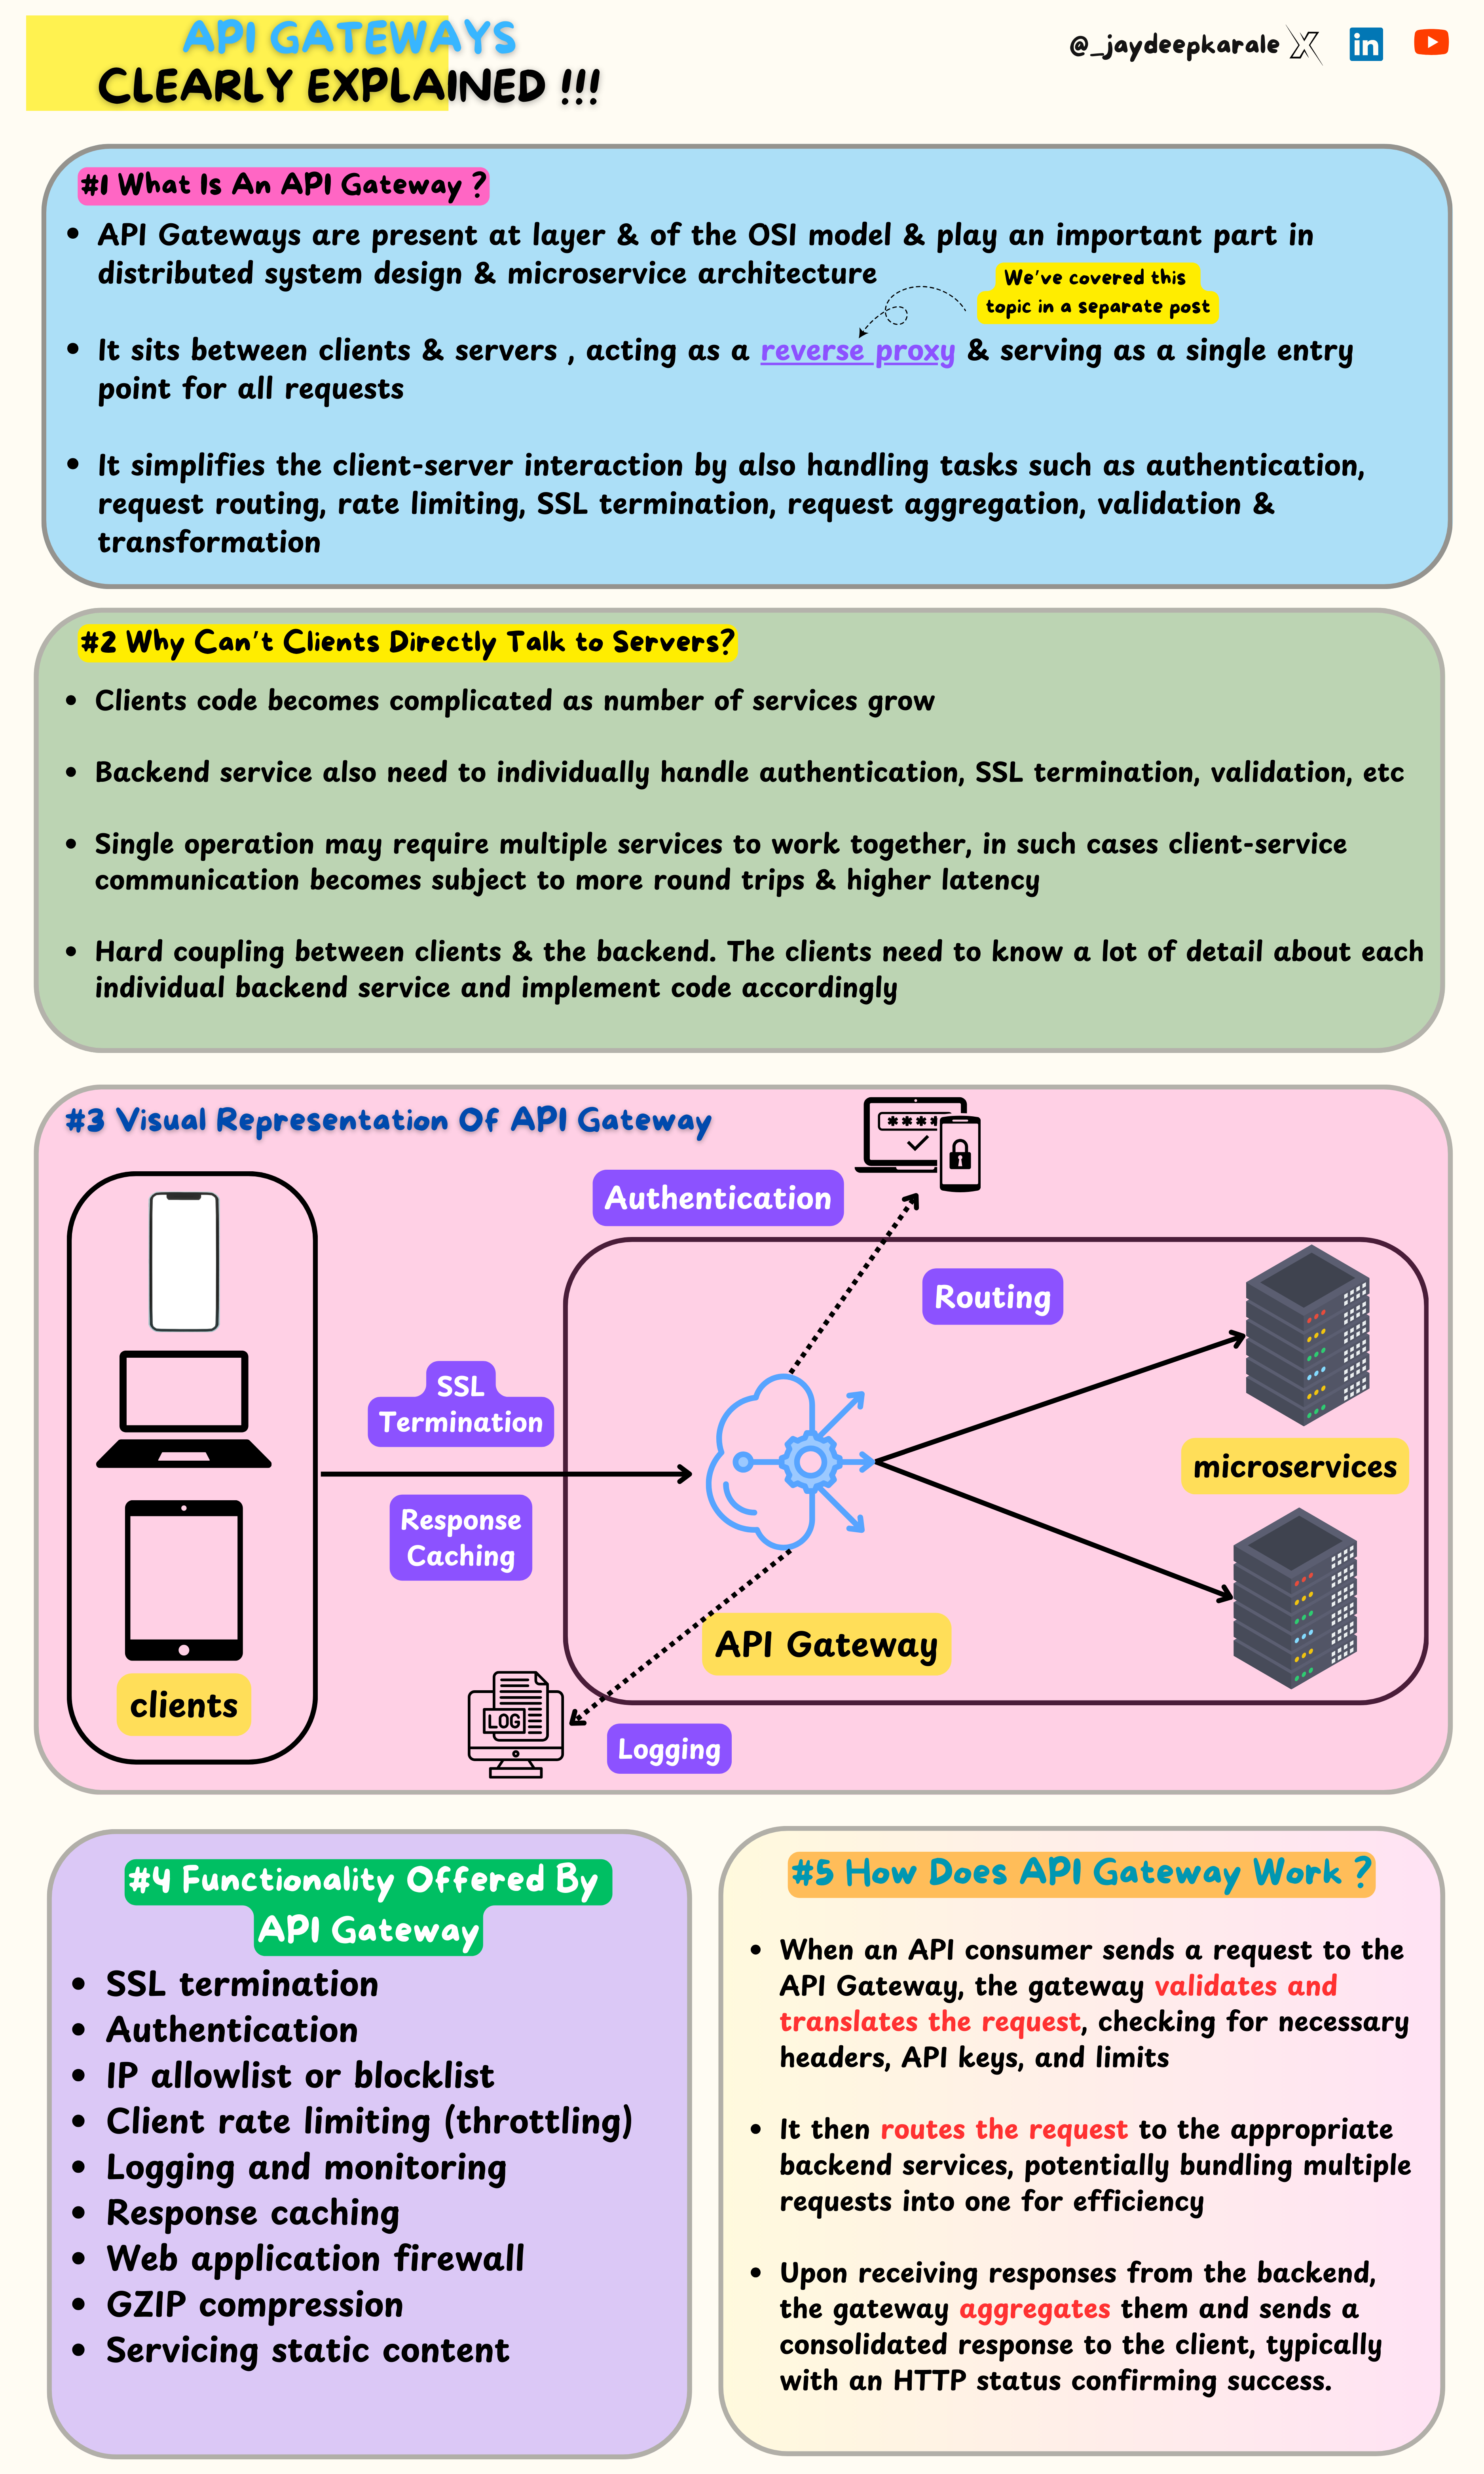 API GATEWAYS
CLEARLY EXPLAINED !!!
@_jaydeepkarale X in
#1 What Is An API Gateway ?
• API Gateways are present at layer & of the OSI model & play an important part in
distributed system design & microservice architecture
We've covered this
topic in a separate post
• It sits between clients & servers , acting as a reverse proxy & serving as a single entry
point for all requests
• It simplifies the client-server interaction by also handling tasks such as authentication,
request routing, rate limiting, SSL termination, request aggregation, validation &
transformation
#2 Why Can't Clients Directly Talk to Servers?
• Clients code becomes complicated as number of services grow
• Backend service also need to individually handle authentication, SSL termination, validation, etc
• Single operation may require multiple services to work together, in such cases client-service
communication becomes subject to more round trips & higher latency
• Hard coupling between clients & the backend. The clients need to know a lot of detail about each
individual backend service and implement code accordingly
#3 Visual Representation Of API Gateway
****
Authentication
Routing
SSL
Termination
microservices
Response
Caching
API Gateway
clients
LOG
Logging
#4 Functionality Offered By
API Gateway
• SSL termination
• Authentication
• IP allowlist or blocklist
• Client rate limiting (throttling)
• Logging and monitoring
• Response caching
• Web application firewall
• GZIP compression
• Servicing static content
#5 How Does API Gateway Work ?
• When an API consumer sends a request to the
API Gateway, the gateway validates and
translates the request, checking for necessary
headers, API keys, and limits
• It then routes the request to the appropriate
backend services, potentially bundling multiple
requests into one for efficiency
• Upon receiving responses from the backend,
the gateway aggregates them and sends a
consolidated response to the client, typically
with an HTTP status confirming success.